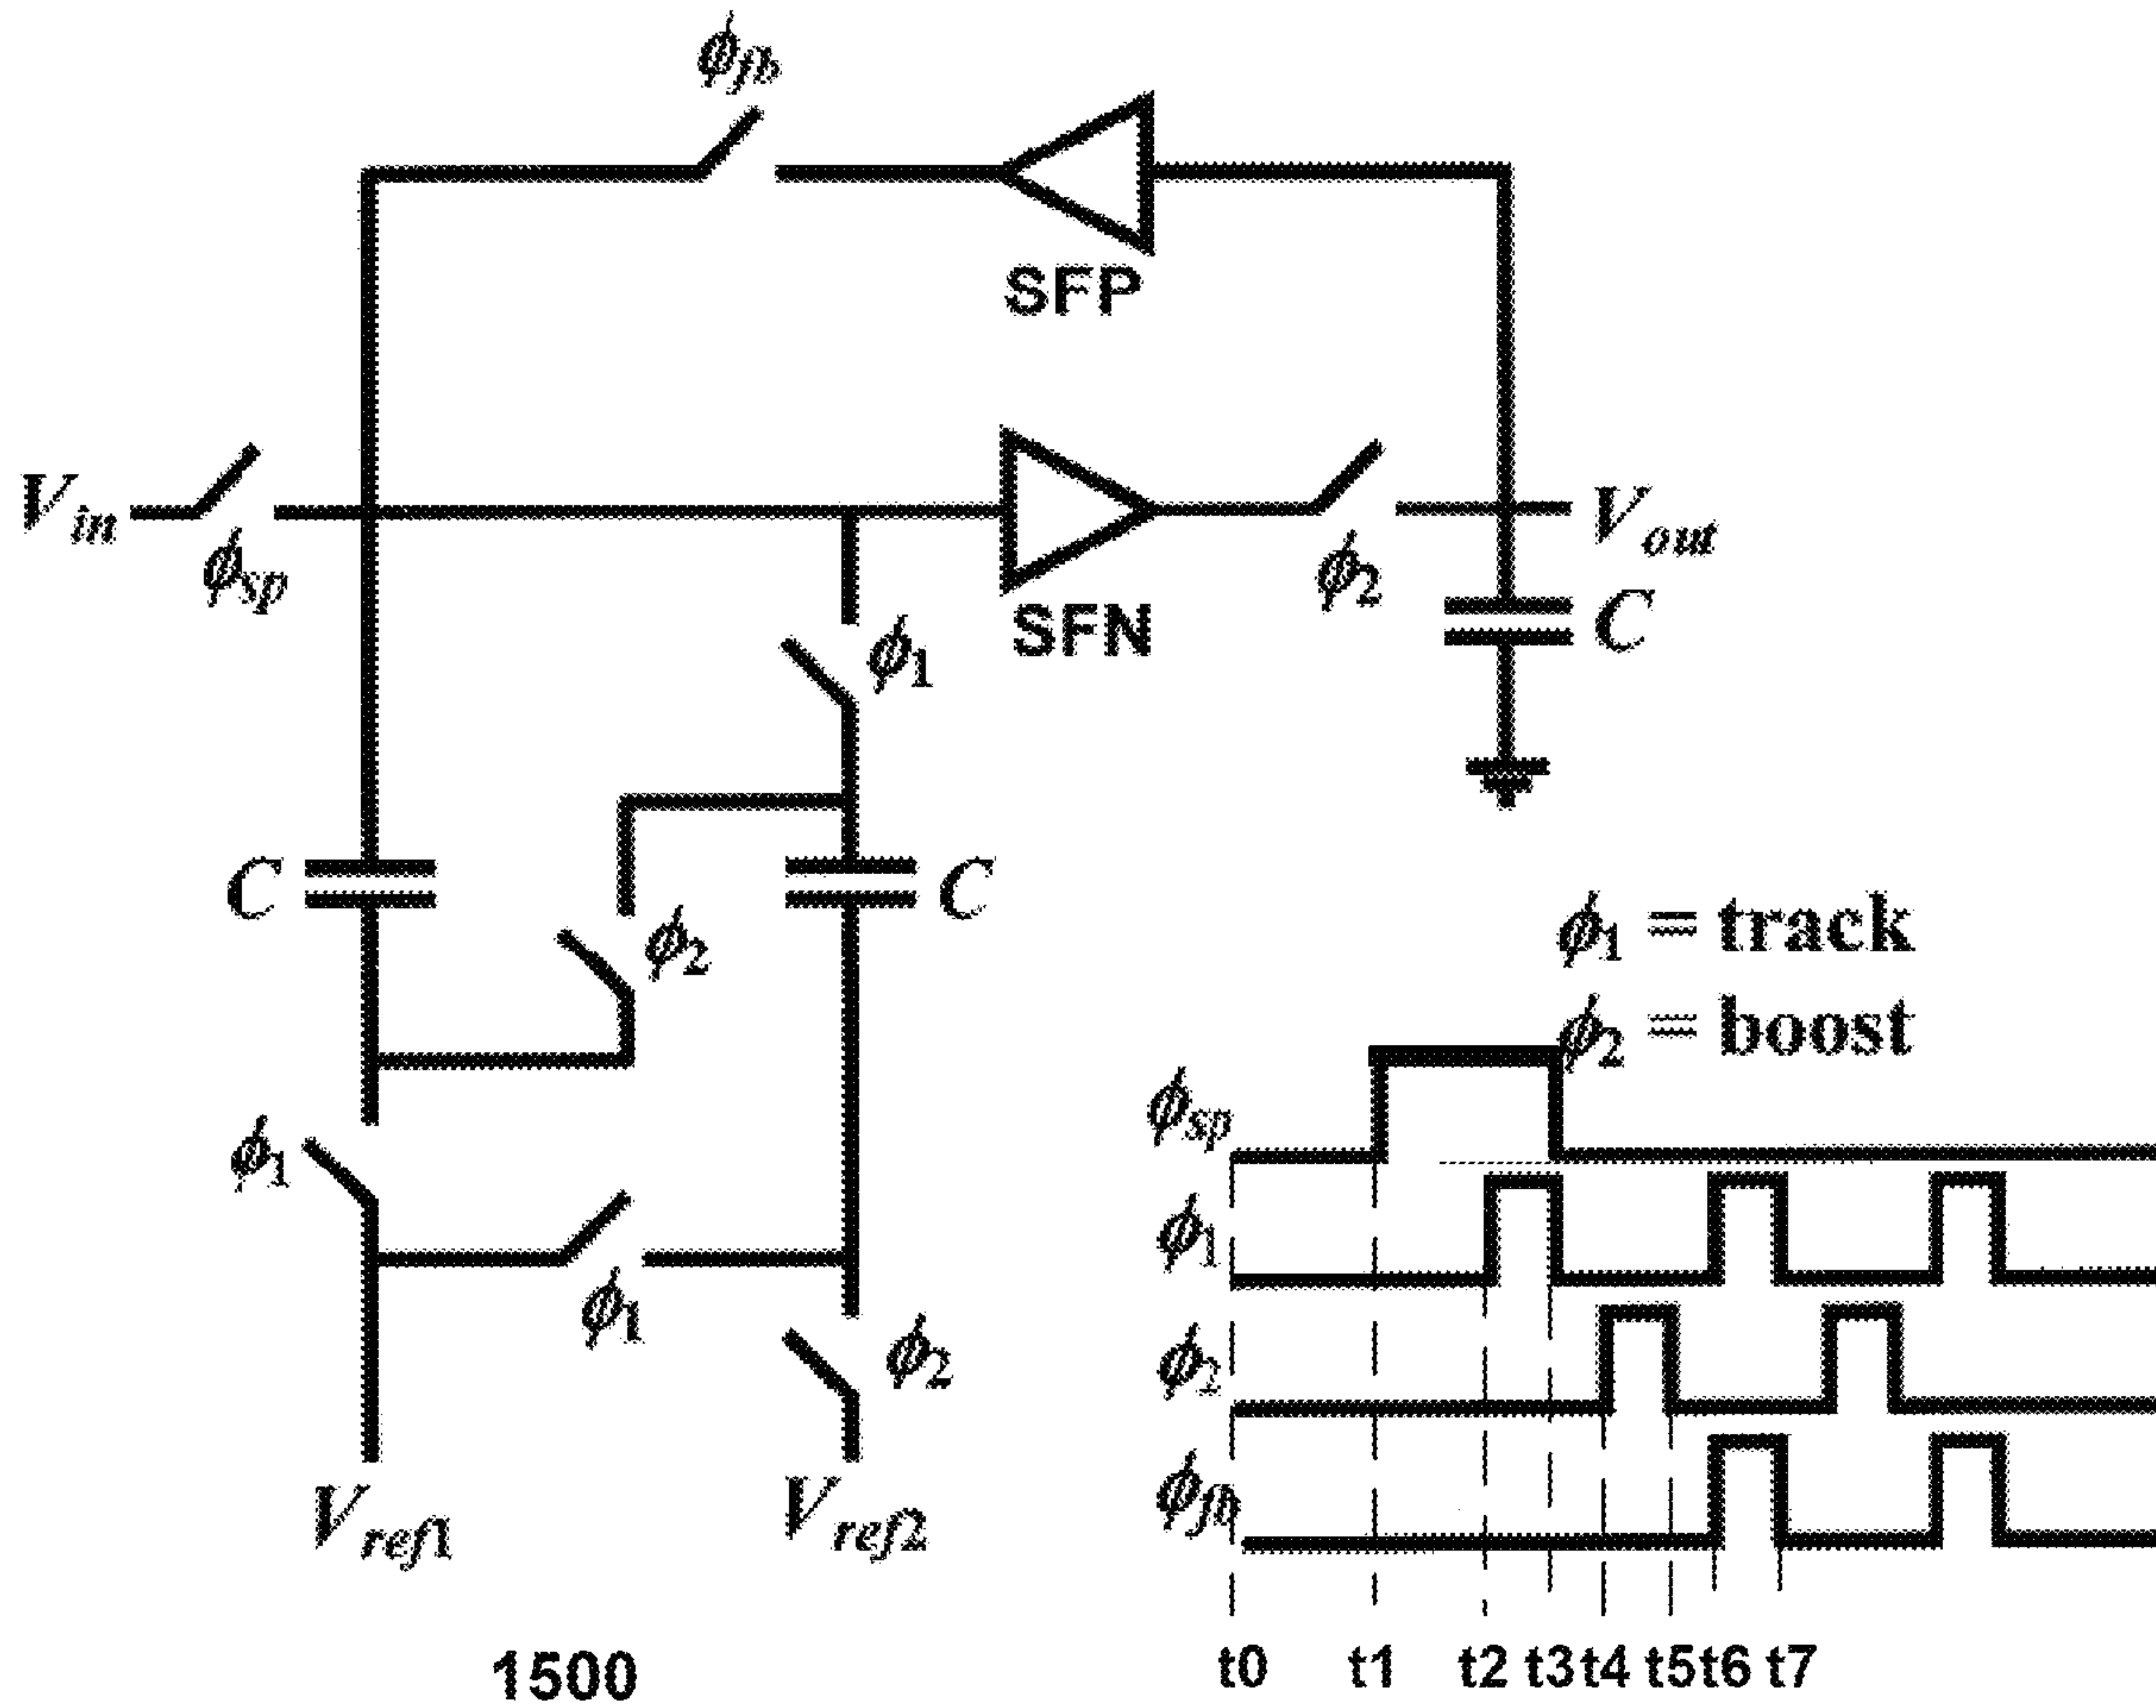 ϕfb
SFP
Vin
ϕsp
SFN
ϕ2
Vout
C
ϕ1
C
ϕ2
C
ϕ1 = track
ϕ2 = boost
ϕ1
ϕ1
ϕ2
Vref1
Vref2
ϕsp
ϕ1
ϕ2
ϕfb
t0 t1 t2 t3 t4 t5 t6 t7
1500